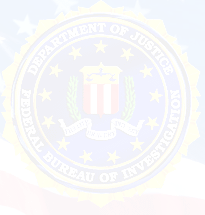 DEPARTMENT OF JUSTICE
FEDERAL BUREAU OF INVESTIGATION